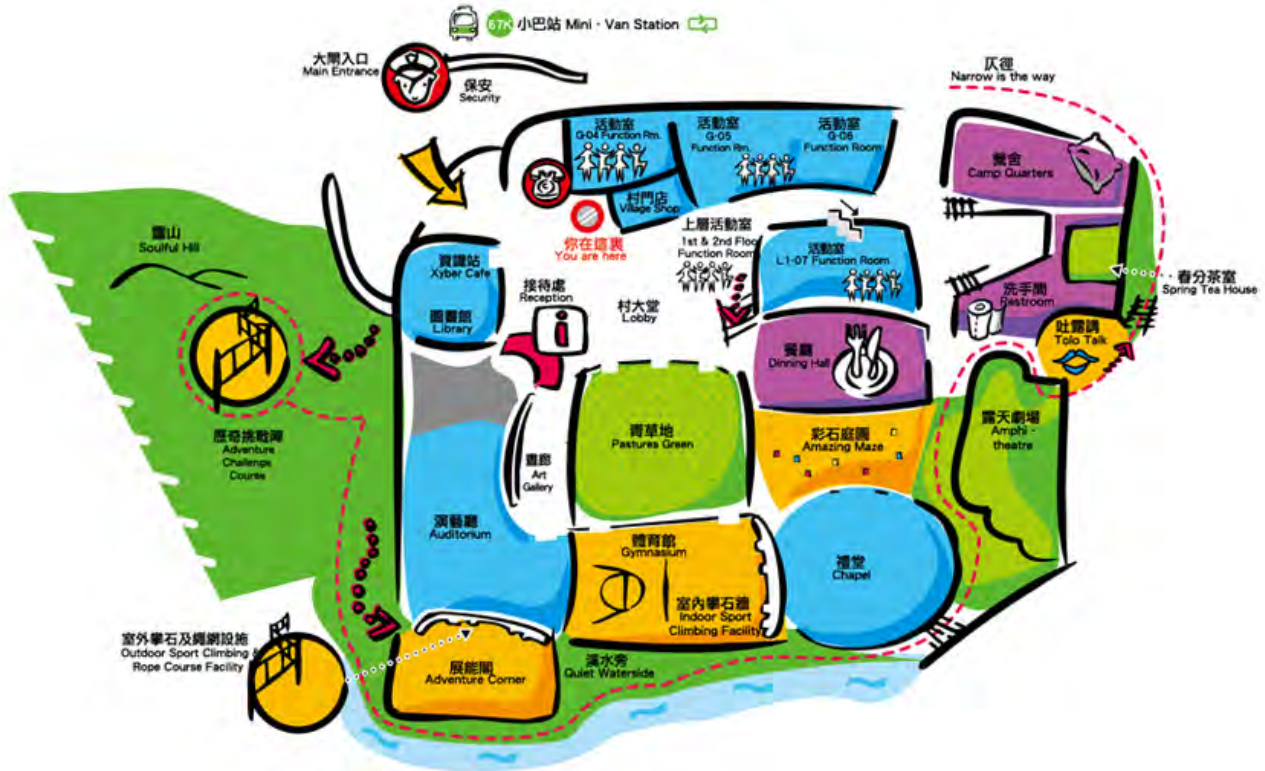 67K 小巴站 Mini - Van Station
大閘入口
Main Entrance
保安
Security
仄徑
Narrow is the way
活動室
G-04 Function Rm.
活動室
G-05
Function Rm.
活動室
G-06
Function Room
營舍
Camp Quarters
村門店
Village Shop
你在這裏
You are here
上層活動室
1st & 2nd Floo
Function Room
活動室
L1-07 Function Room
靈山
Soulful Hill
資識站
Xyber Cafe
圖書館
Library
接待處
Reception
村大堂
Lobby
洗手間
Restroom
春分茶室
Spring Tea House
吐露講
Tolo Talk
餐廳
Dinning Hall
歷奇挑戰陣
Adventure
Challenge
Course
青草地
Pastures Green
彩石庭園
Amazing Maze
露天劇場
Amphi -
theatre
畫廊
Art
Gallery
演藝廳
Auditorium
體育館
Gymnasium
室內攀石牆
Indoor Sport
Climbing Facility
禮堂
Chapel
室外攀石及繩網設施
Outdoor Sport Climbing &
Rope Course Facility
展能閣
Adventure Corner
溪水旁
Quiet Waterside